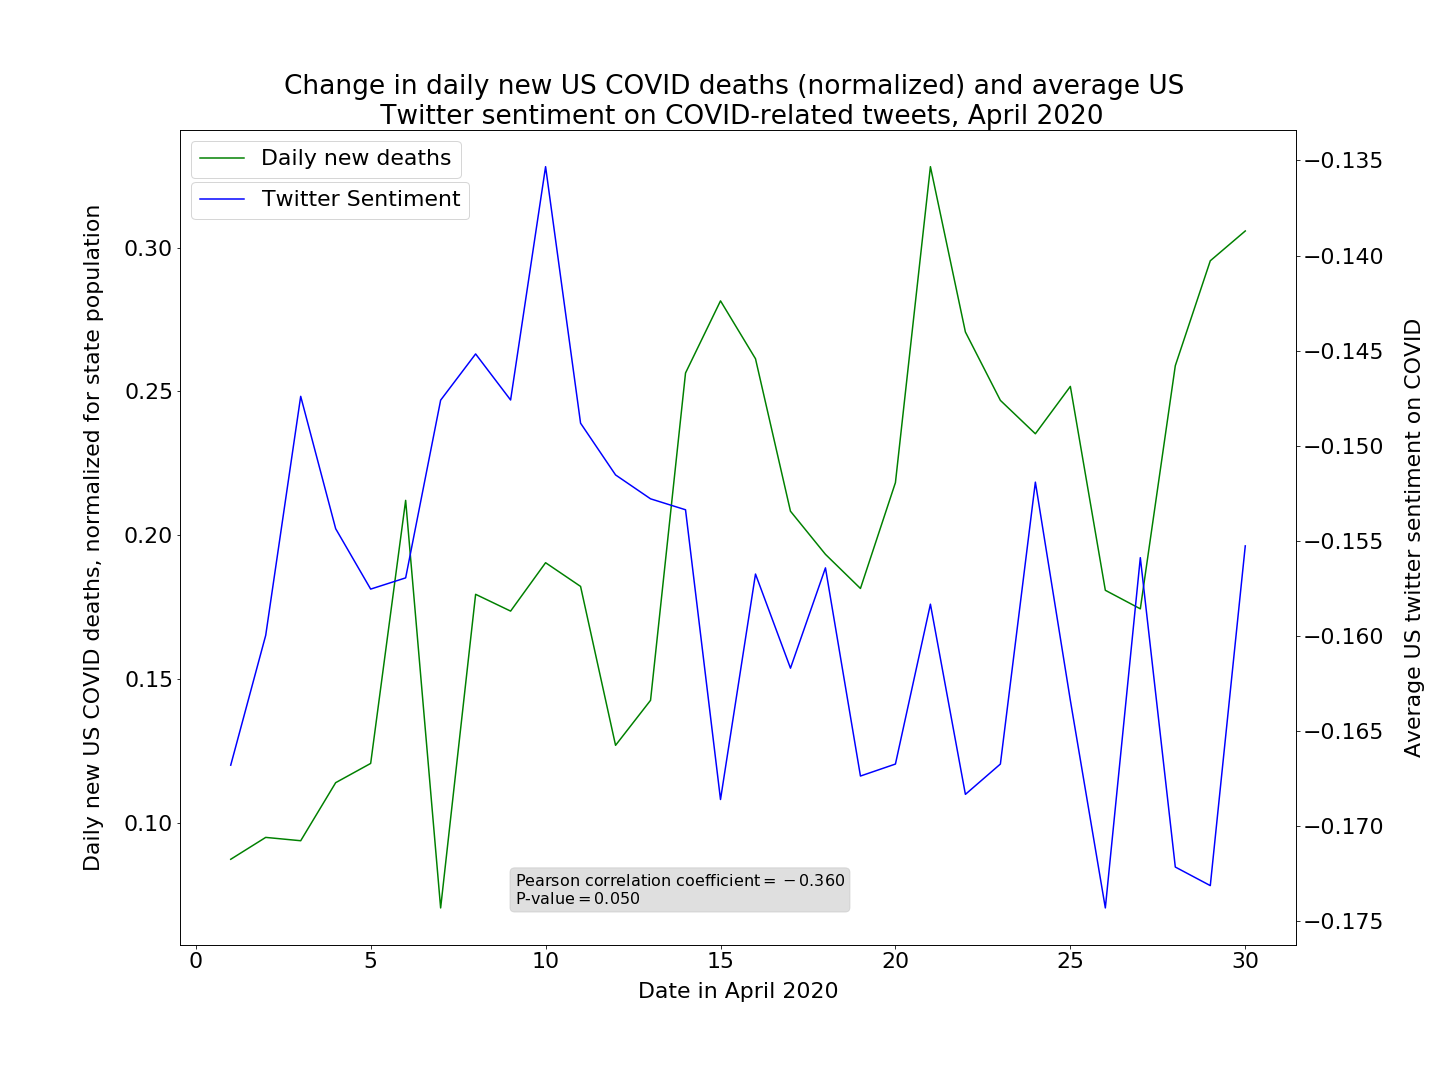 Change in daily new US COVID deaths (normalized) and average US
Twitter sentiment on COVID-related tweets, April 2020
Daily new deaths
Twitter Sentiment
Daily new US COVID deaths, normalized for state population
0.30
0.25
0.20
0.15
0.10
−0.135
−0.140
−0.145
−0.150
−0.155
−0.160
−0.165
−0.170
−0.175
Average US twitter sentiment on COVID
Pearson correlation coefficient = −0.360
P-value = 0.050
0 5 10 15 20 25 30
Date in April 2020